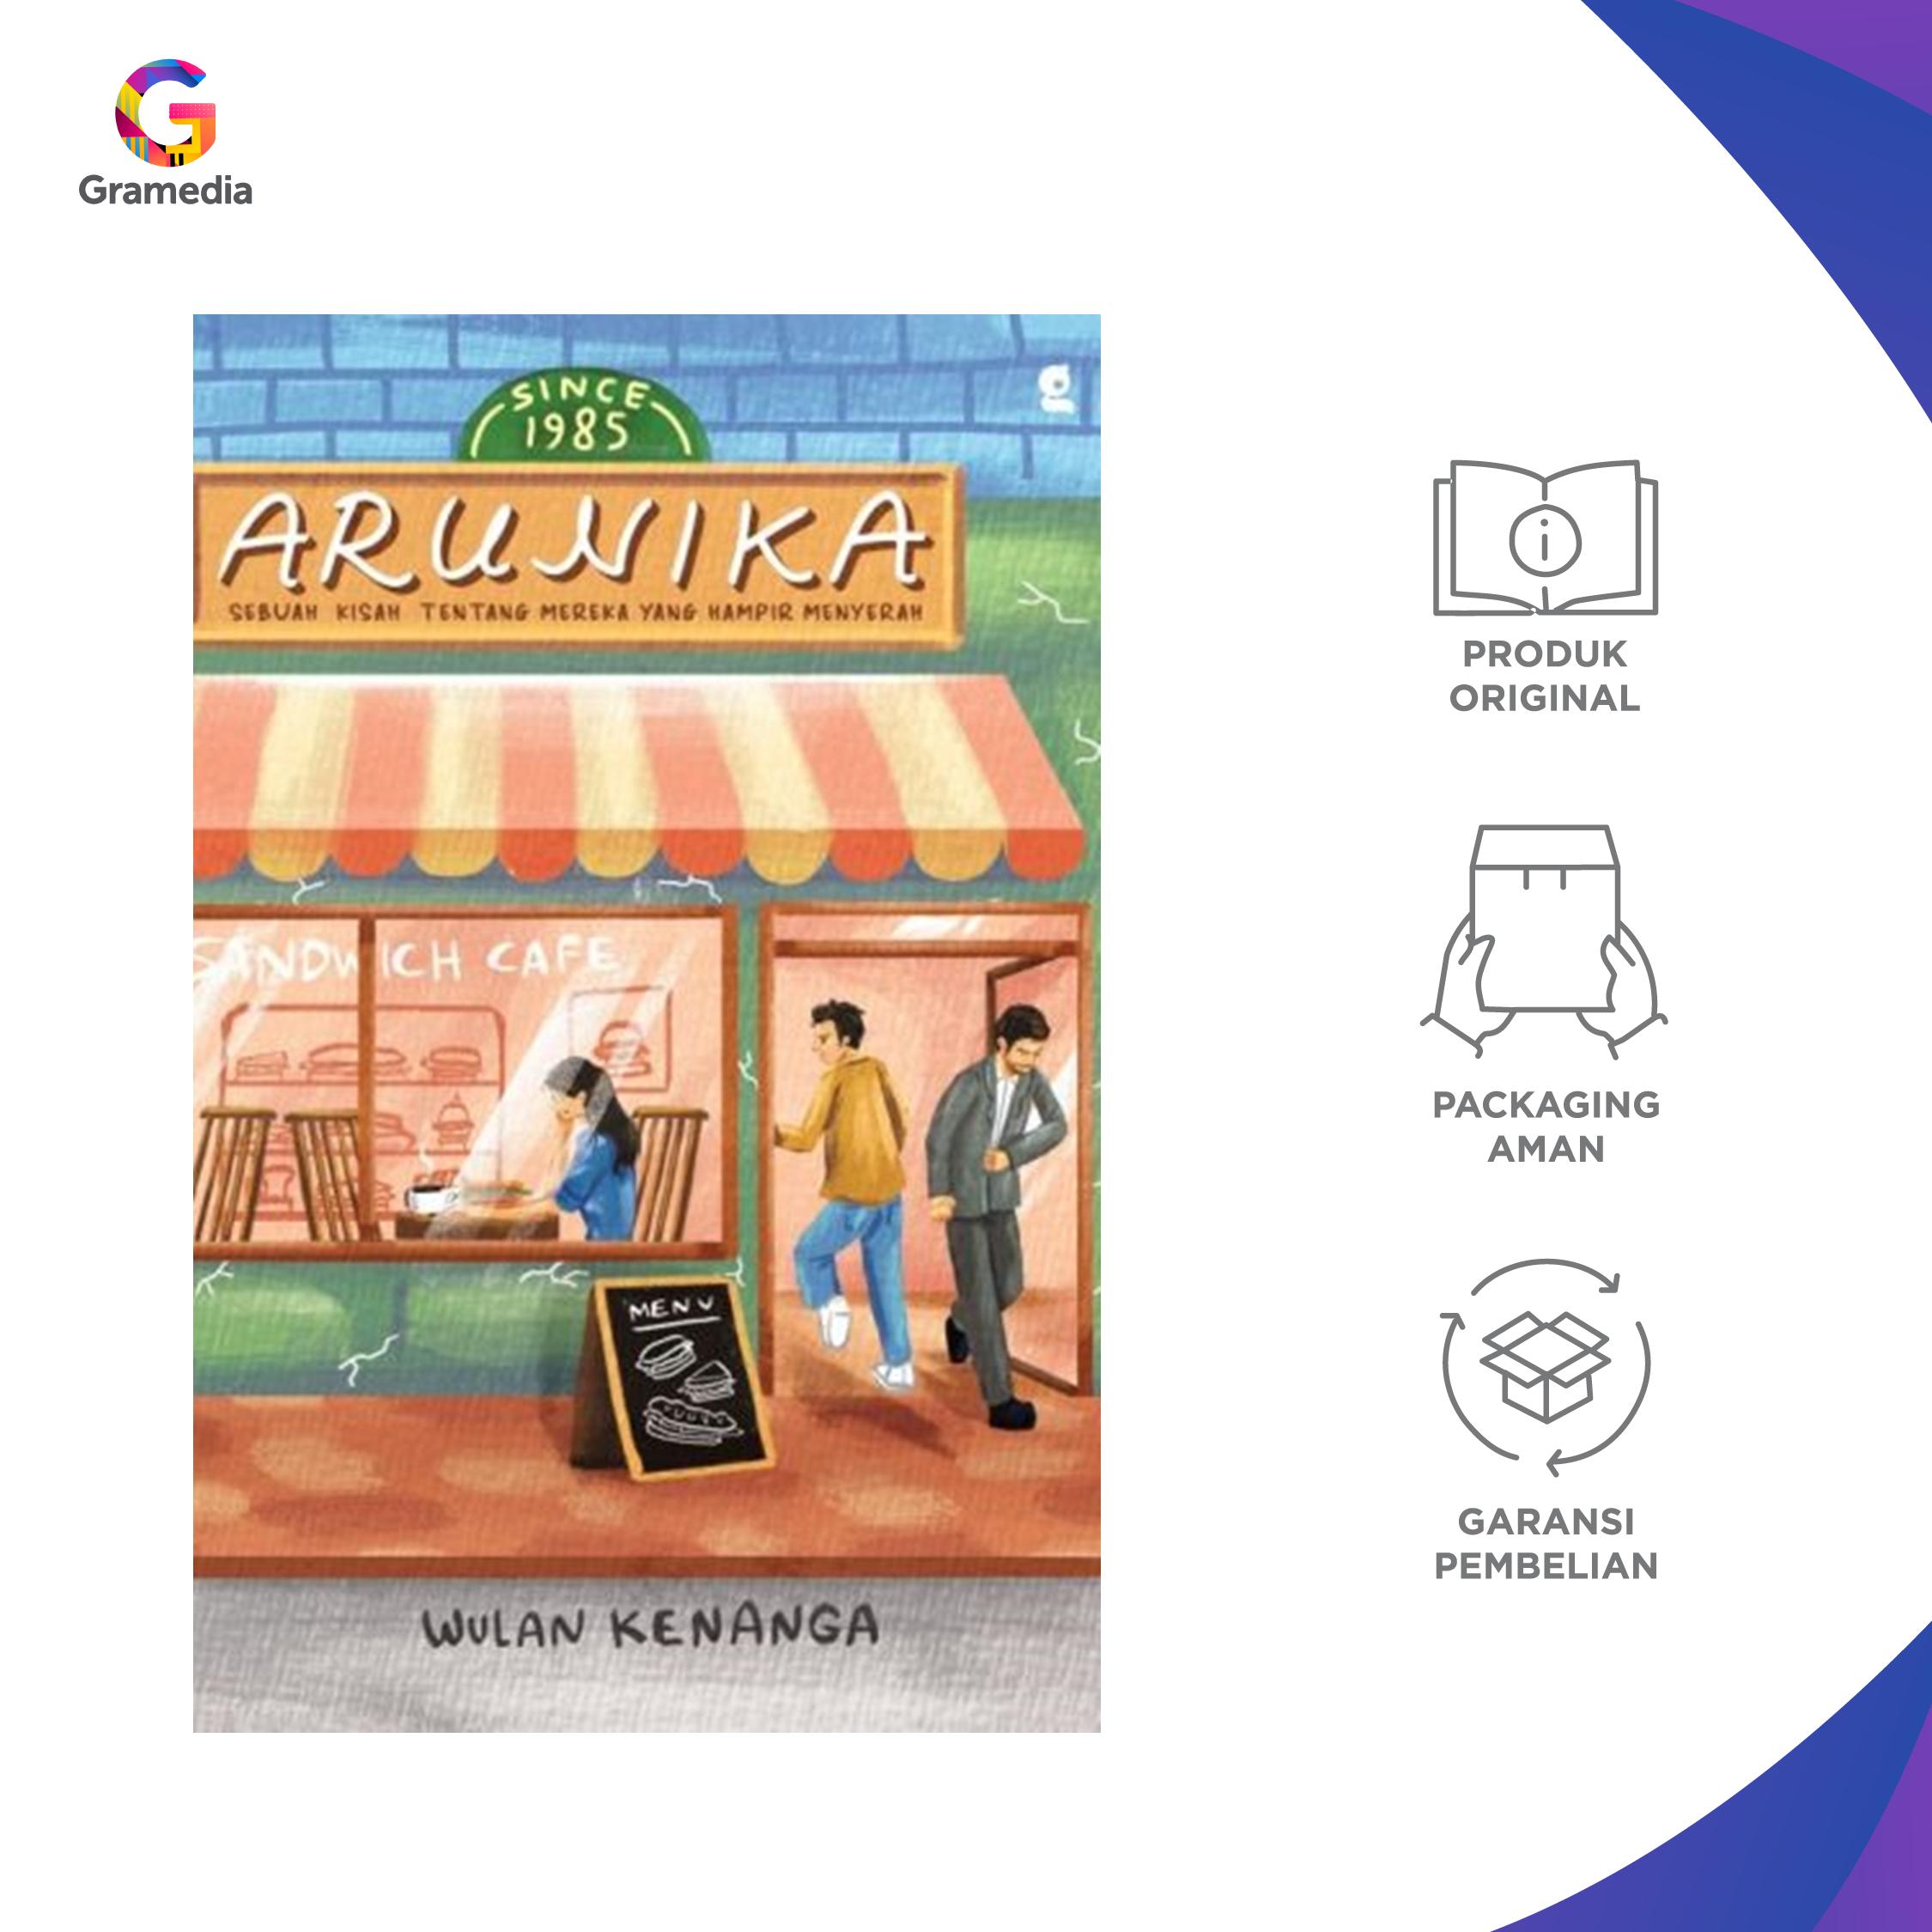 Gramedia
SINCE
1985
ARUNIKA
SEBUAH KISAH TENTANG MEREKA YANG HAMPIR MENYERAH
SANDWICH CAFE
MENU
WULAN KENANGA
PRODUK
ORIGINAL
PACKAGING
AMAN
GARANSI
PEMBELIAN